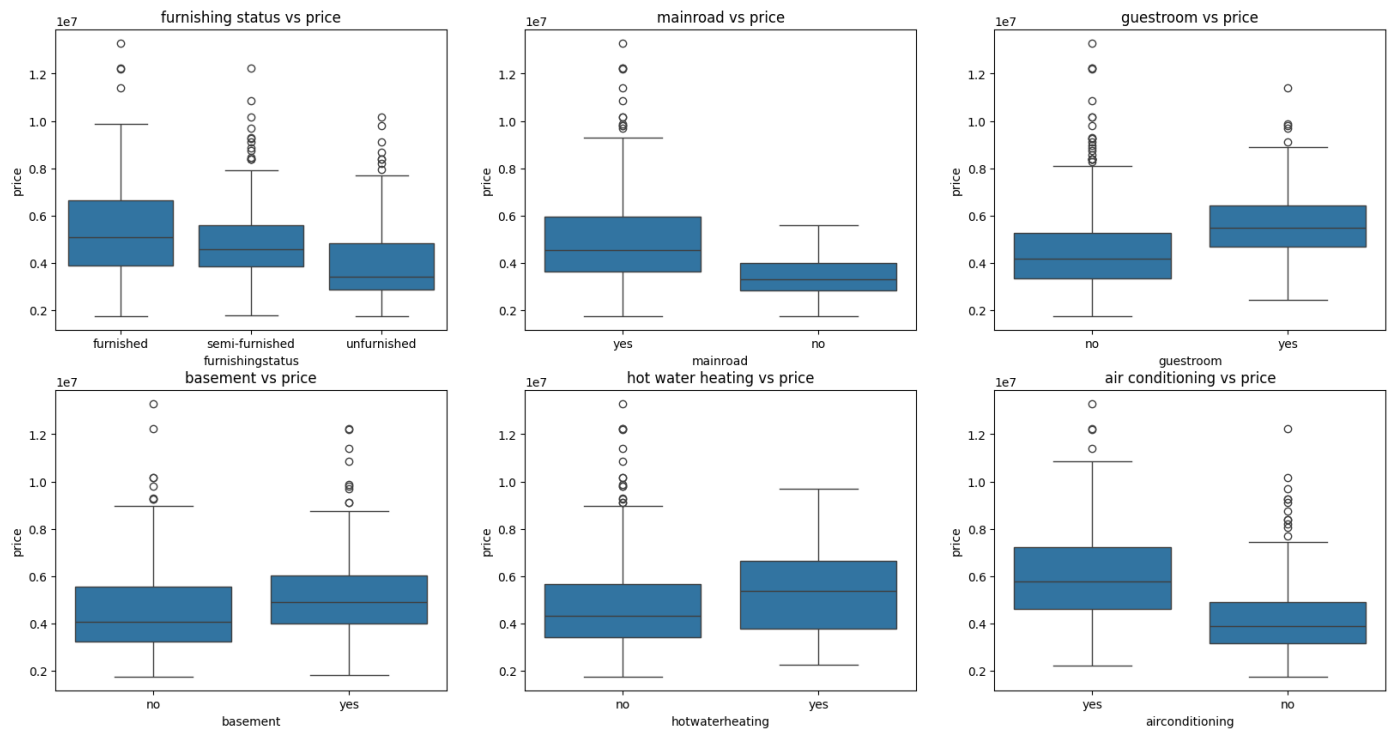 furnishing status vs price
1e7
price
1.2
1.0
0.8
0.6
0.4
0.2
furnished semi-furnished unfurnished
furnishingstatus
mainroad vs price
1e7
price
1.2
1.0
0.8
0.6
0.4
0.2
yes no
mainroad
guestroom vs price
1e7
price
1.2
1.0
0.8
0.6
0.4
0.2
no yes
guestroom
basement vs price
1e7
price
1.2
1.0
0.8
0.6
0.4
0.2
no yes
basement
hot water heating vs price
1e7
price
1.2
1.0
0.8
0.6
0.4
0.2
no yes
hotwaterheating
air conditioning vs price
1e7
price
1.2
1.0
0.8
0.6
0.4
0.2
yes no
airconditioning